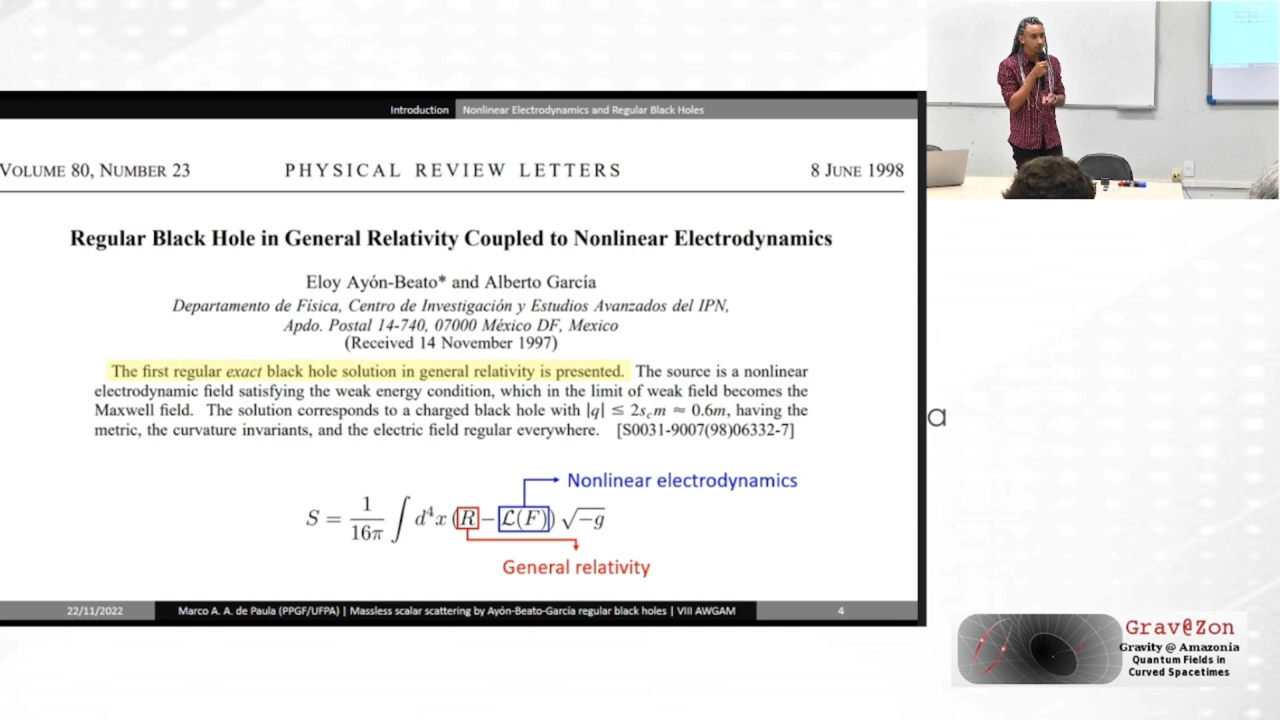 Introduction Nonlinear Electrodynamics and Regular Black Holes
VOLUME 80, NUMBER 23 PHYSICAL REVIEW LETTERS 8 JUNE 1998
Regular Black Hole in General Relativity Coupled to Nonlinear Electrodynamics
Eloy Ayón-Beato* and Alberto García
Departamento de Física, Centro de Investigación y Estudios Avanzados del IPN,
Apdo. Postal 14-740, 07000 México DF, Mexico
(Received 14 November 1997)
The first regular exact black hole solution in general relativity is presented. The source is a nonlinear
electrodynamic field satisfying the weak energy condition, which in the limit of weak field becomes the
Maxwell field. The solution corresponds to a charged black hole with |q| ≤ 2s_c m ≈ 0.6m, having the
metric, the curvature invariants, and the electric field regular everywhere. [S0031-9007(98)06332-7]
Nonlinear electrodynamics
S = 1/16π ∫ d⁴x (R − ℒ(F)) √−g
General relativity
22/11/2022 Marco A. A. de Paula (PPGF/UFPA) | Massless scalar scattering by Ayón-Beato-García regular black holes | VIII AWGAM 4
a
Grav@Zon
Gravity @ Amazonia
Quantum Fields in
Curved Spacetimes